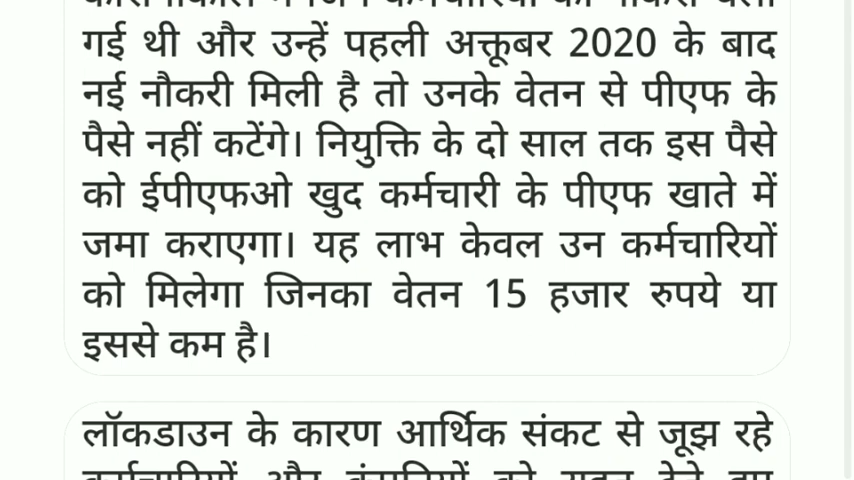 गई थी और उन्हें पहली अक्तूबर 2020 के बाद
नई नौकरी मिली है तो उनके वेतन से पीएफ के
पैसे नहीं कटेंगे। नियुक्ति के दो साल तक इस पैसे
को ईपीएफओ खुद कर्मचारी के पीएफ खाते में
जमा कराएगा। यह लाभ केवल उन कर्मचारियों
को मिलेगा जिनका वेतन 15 हजार रुपये या
इससे कम है।
लॉकडाउन के कारण आर्थिक संकट से जूझ रहे